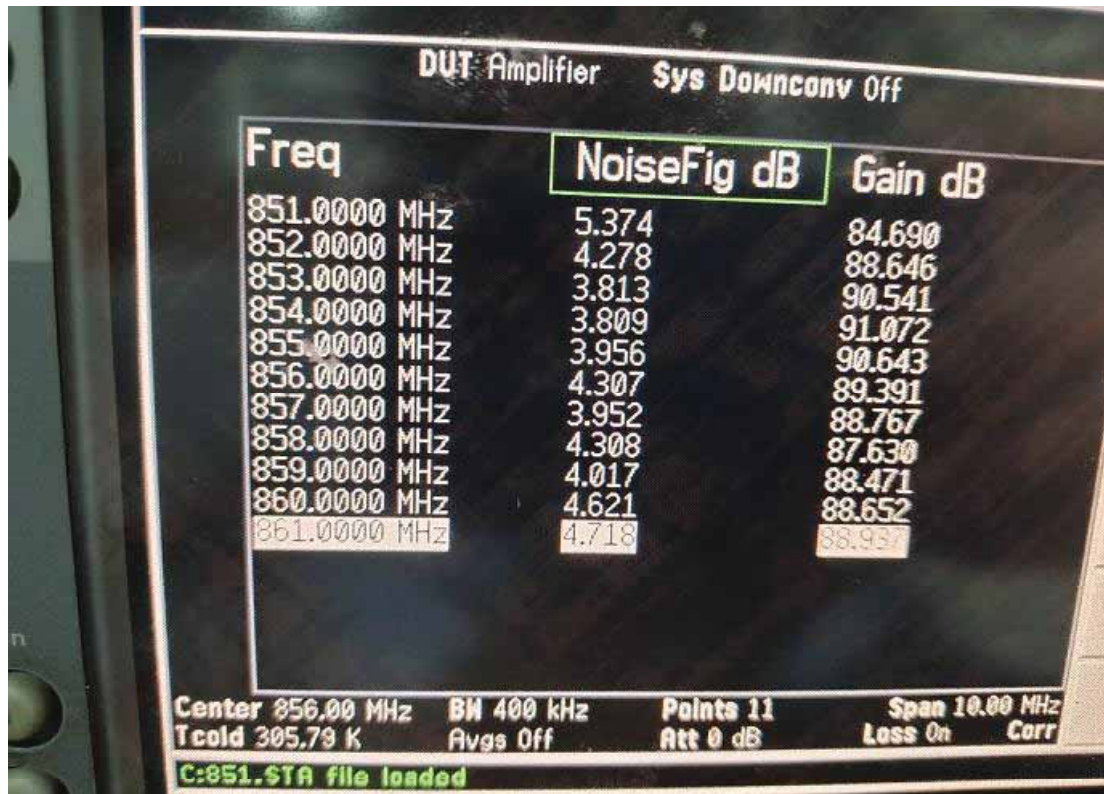 DUT Amplifier Sys Downconv Off
Freq NoiseFig dB Gain dB
851.0000 MHz 5.374 84.690
852.0000 MHz 4.278 88.646
853.0000 MHz 3.813 90.541
854.0000 MHz 3.809 91.072
855.0000 MHz 3.956 90.643
856.0000 MHz 4.307 89.391
857.0000 MHz 3.952 88.767
858.0000 MHz 4.308 87.630
859.0000 MHz 4.017 88.471
860.0000 MHz 4.621 88.652
861.0000 MHz 4.718 88.937
Center 856.00 MHz BW 400 kHz Points 11 Span 10.00 MHz
Tcold 305.79 K Avgs Off Att 0 dB Loss On Corr
C:851.STA file loaded